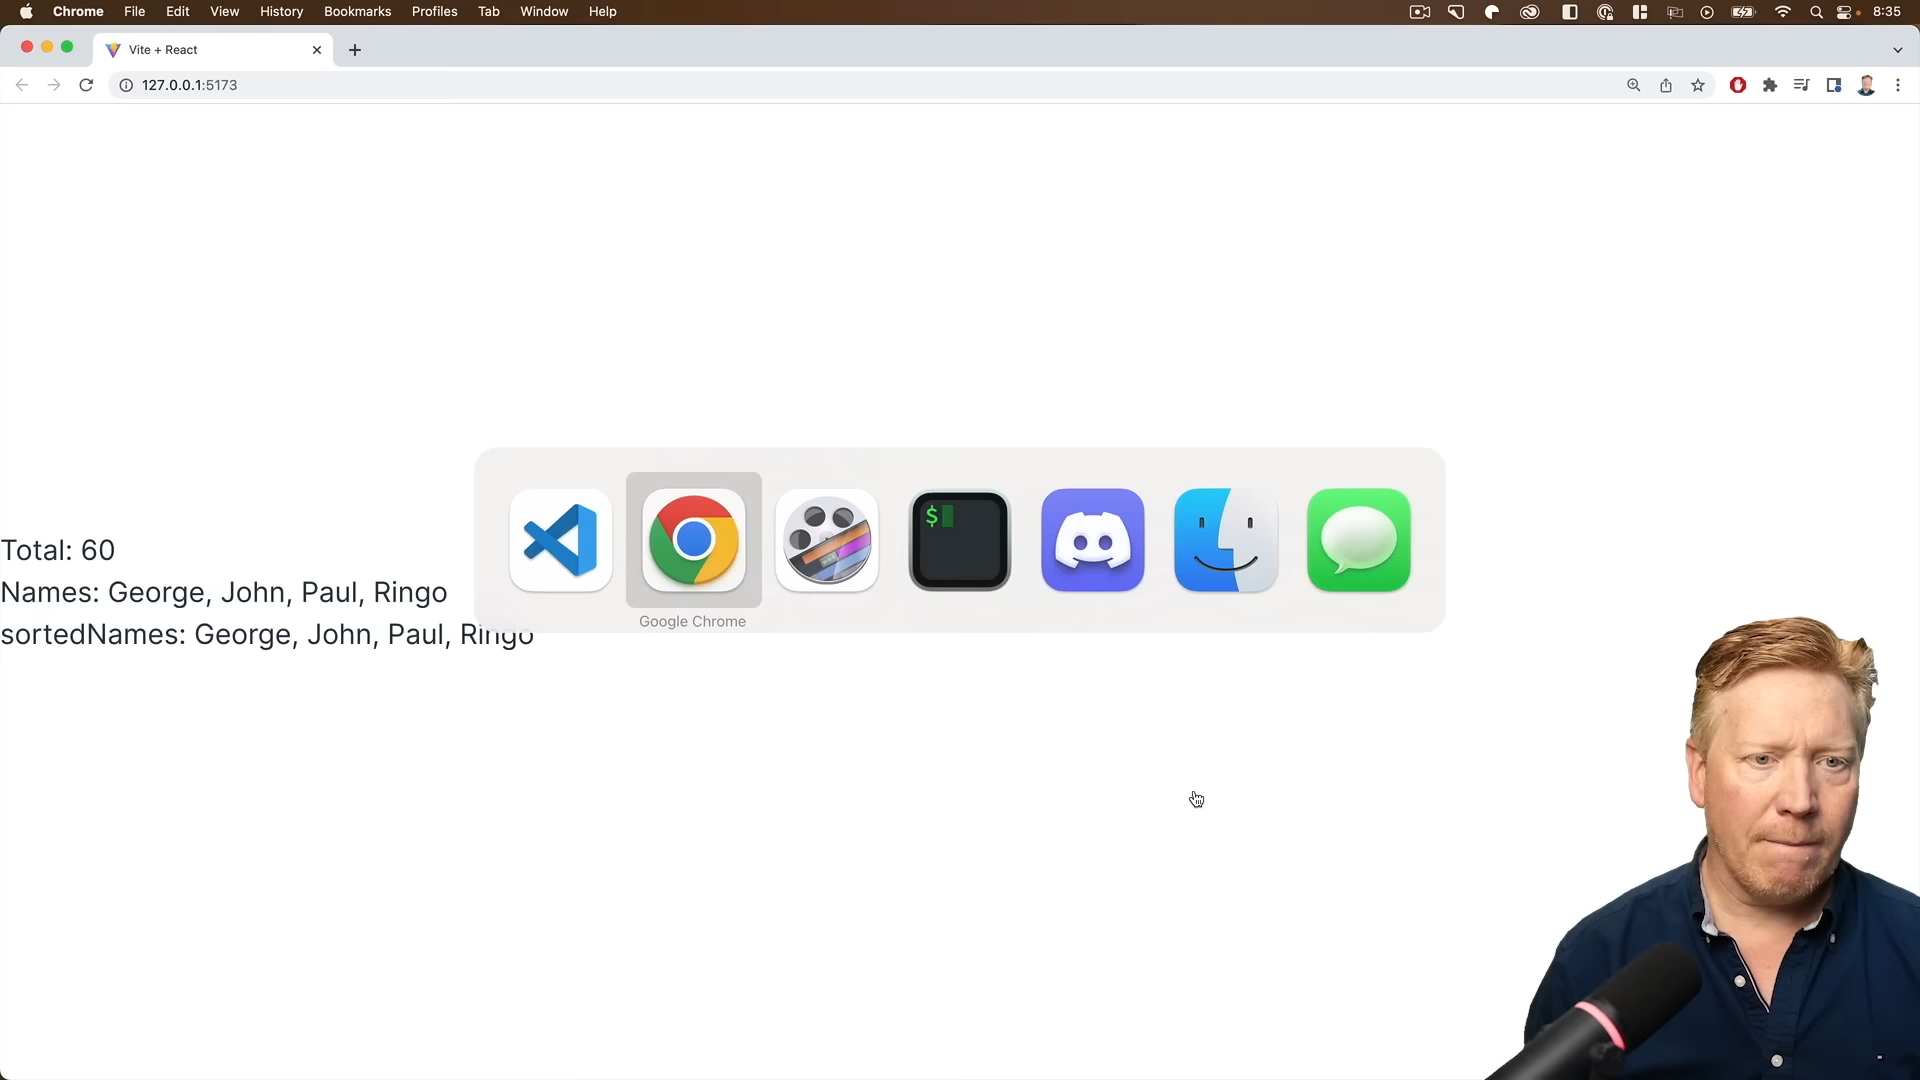 Chrome File Edit View History Bookmarks Profiles Tab Window Help 8:35
Vite + React
127.0.0.1:5173
$
Total: 60
Names: George, John, Paul, Ringo
Google Chrome
sortedNames: George, John, Paul, Ringo